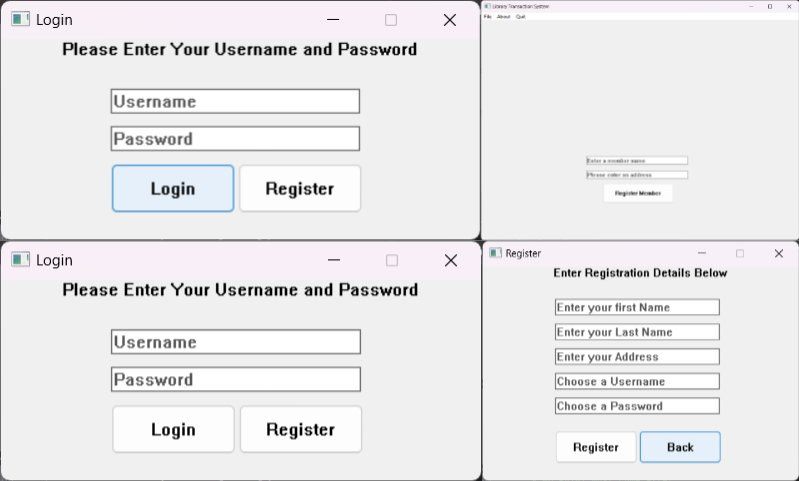 Login
Please Enter Your Username and Password
Username
Password
Login Register
Library Transaction System
File About Quit
Enter a member name
Please enter an address
Register Member
Login
Please Enter Your Username and Password
Username
Password
Login Register
Register
Enter Registration Details Below
Enter your first Name
Enter your Last Name
Enter your Address
Choose a Username
Choose a Password
Register Back